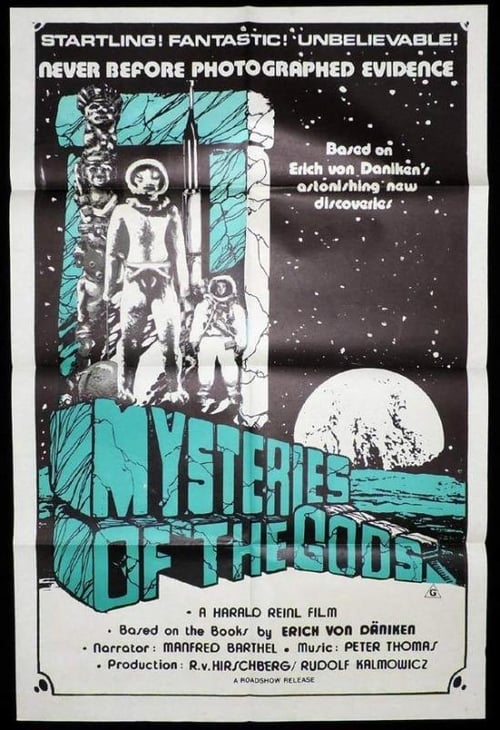 STARTLING! FANTASTIC! UNBELIEVABLE!
NEVER BEFORE PHOTOGRAPHED EVIDENCE
Based on
Erich von Daniken's
astonishing new
discoveries
MYSTERIES
OF THE GODS
G
• A HARALD REINL FILM
• Based on the Books by ERICH VON DÄNIKEN
• Narrator: MANFRED BARTHEL • Music: PETER THOMAS
• Production: R.v.HIRSCHBERG/ RUDOLF KALMOWICZ
A ROADSHOW RELEASE